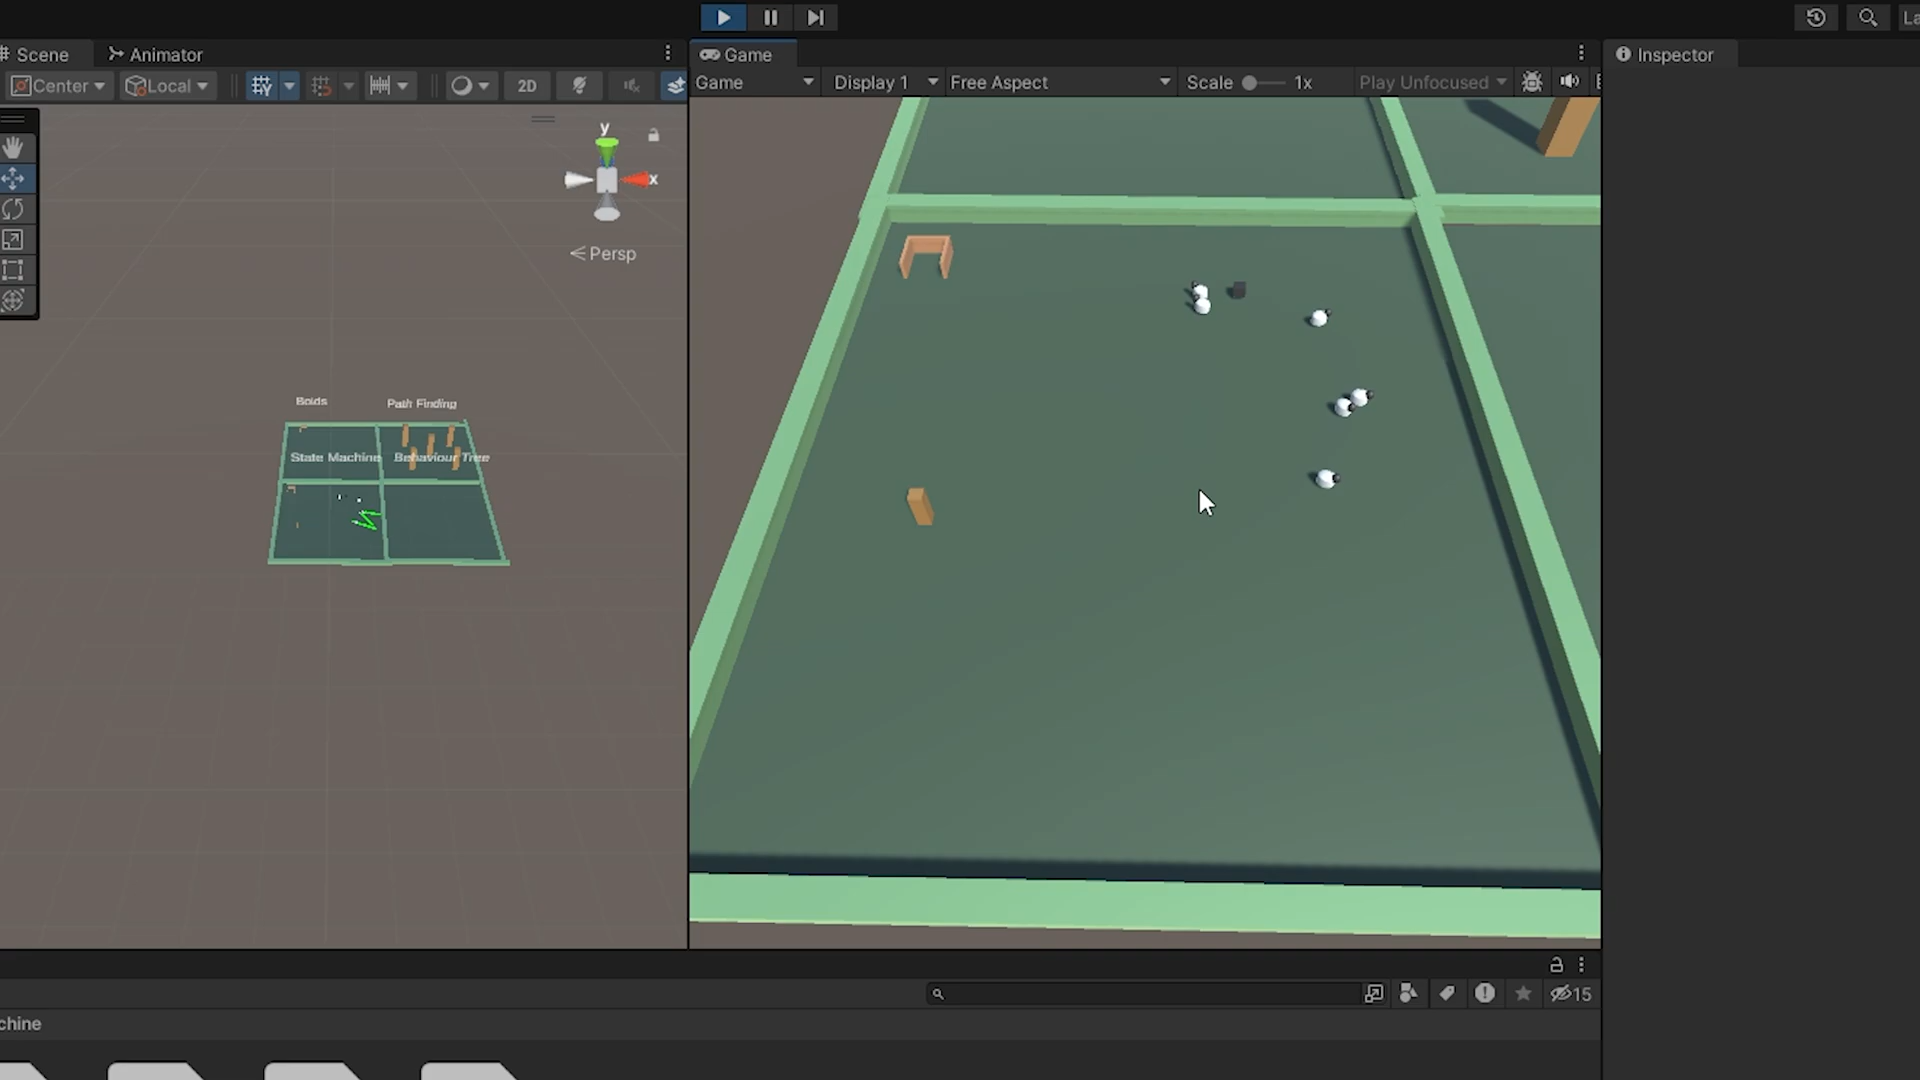 Scene
Animator
Game
Center
Local
2D
Game
Display 1
Free Aspect
Scale
1x
Play Unfocused
Inspector
La
y
x
Persp
Boids
Path Finding
State Machine
Behaviour Tree
15
chine